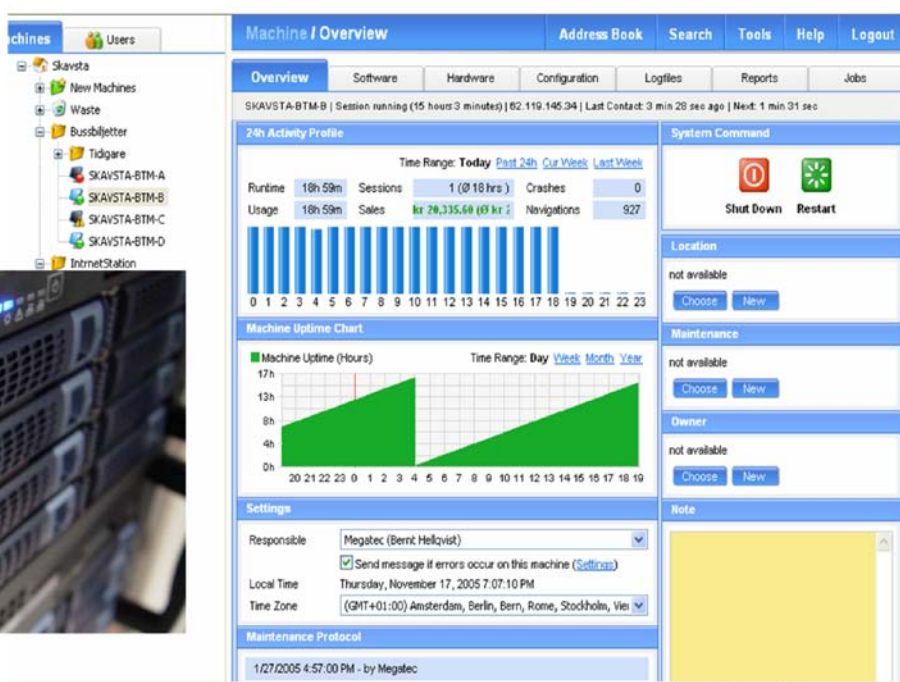 chines Users
Skavsta
New Machines
Waste
Bussbiljetter
Tidigare
SKAVSTA-BTM-A
SKAVSTA-BTM-B
SKAVSTA-BTM-C
SKAVSTA-BTM-D
IntrnetStation
Machine / Overview Address Book Search Tools Help Logout
Overview Software Hardware Configuration Logfiles Reports Jobs
SKAVSTA-BTM-B | Session running (15 hours 3 minutes) | 62.119.145.34 | Last Contact: 3 min 28 sec ago | Next: 1 min 31 sec
24h Activity Profile
Time Range: Today Past 24h Cur Week Last Week
Runtime 18h 59m Sessions 1 (Ø 18 hrs ) Crashes 0
Usage 18h 59m Sales kr 20,335.60 (Ø kr 2 Navigations 927
0 1 2 3 4 5 6 7 8 9 10 11 12 13 14 15 16 17 18 19 20 21 22 23
Machine Uptime Chart
Machine Uptime (Hours) Time Range: Day Week Month Year
17h
13h
8h
4h
0h
20 21 22 23 0 1 2 3 4 5 6 7 8 9 10 11 12 13 14 15 16 17 18 19
Settings
Responsible Megatec (Bernt Hellqvist)
Send message if errors occur on this machine (Settings)
Local Time Thursday, November 17, 2005 7:07:10 PM
Time Zone (GMT+01:00) Amsterdam, Berlin, Bern, Rome, Stockholm, Vier
Maintenance Protocol
1/27/2005 4:57:00 PM - by Megatec
System Command
Shut Down Restart
Location
not available
Choose New
Maintenance
not available
Choose New
Owner
not available
Choose New
Note